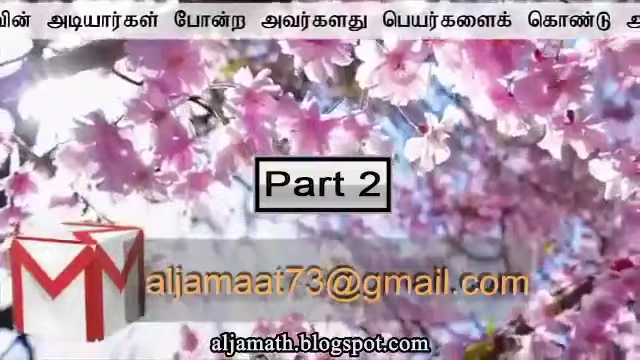 அடியார்கள் போன்ற அவர்களது பெயர்களைக் கொண்டு
Part 2
aljamaat73@gmail.com
aljamath.blogspot.com